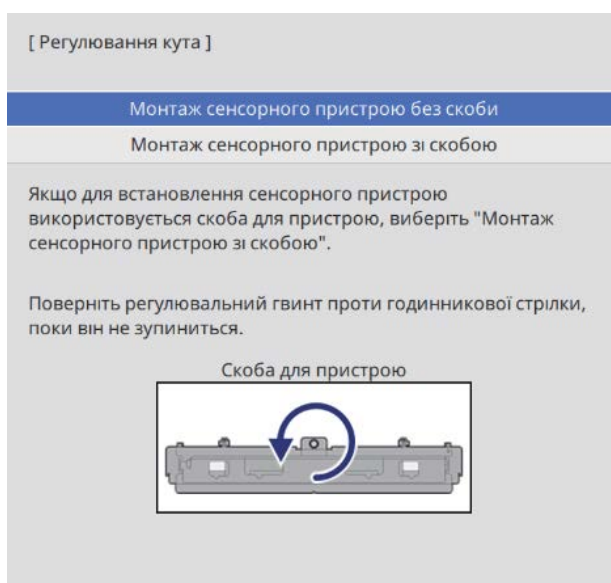 [ Регулювання кута ]
Монтаж сенсорного пристрою без скоби
Монтаж сенсорного пристрою зі скобою
Якщо для встановлення сенсорного пристрою
використовується скоба для пристрою, виберіть "Монтаж
сенсорного пристрою зі скобою".
Поверніть регулювальний гвинт проти годинникової стрілки,
поки він не зупиниться.
Скоба для пристрою